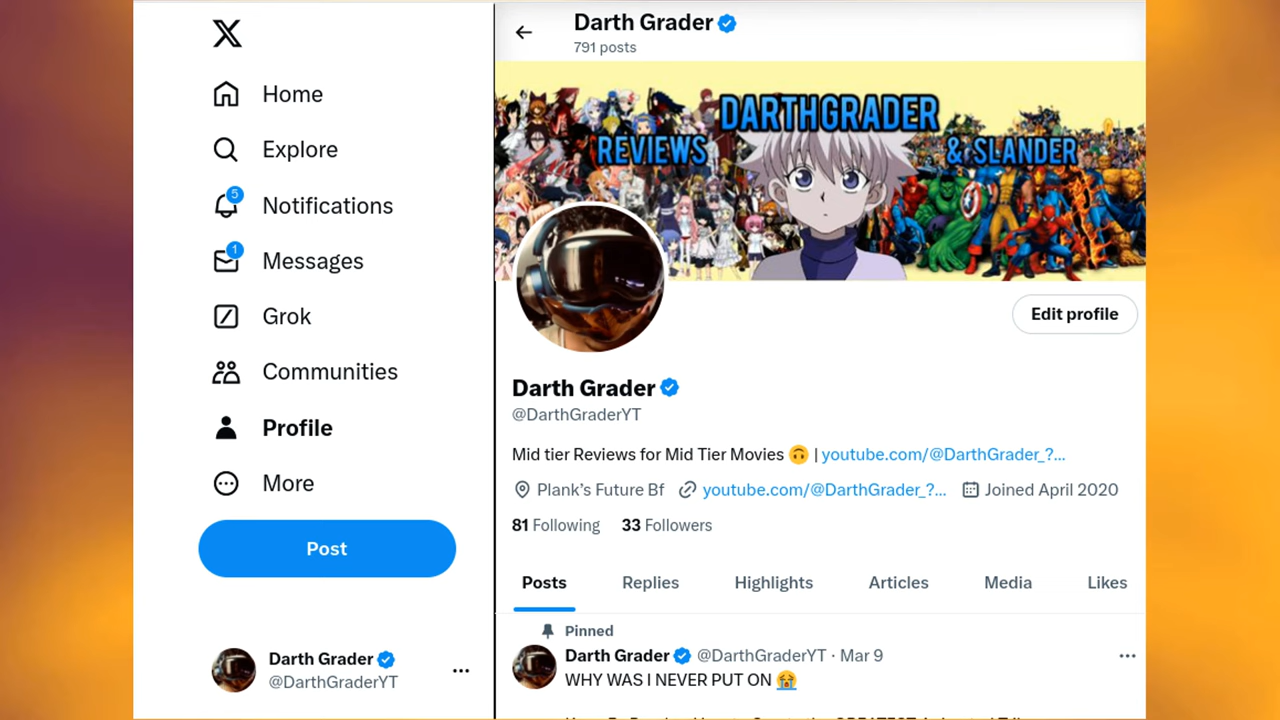 Home
Explore
5
Notifications
1
Messages
Grok
Communities
Profile
More
Post
Darth Grader
@DarthGraderYT
Darth Grader
791 posts
DARTHGRADER
REVIEWS
& SLANDER
Edit profile
Darth Grader
@DarthGraderYT
Mid tier Reviews for Mid Tier Movies 🙃 | youtube.com/@DarthGrader_?...
Plank’s Future Bf youtube.com/@DarthGrader_?... Joined April 2020
81 Following 33 Followers
Posts Replies Highlights Articles Media Likes
Pinned
Darth Grader @DarthGraderYT · Mar 9
WHY WAS I NEVER PUT ON 😭